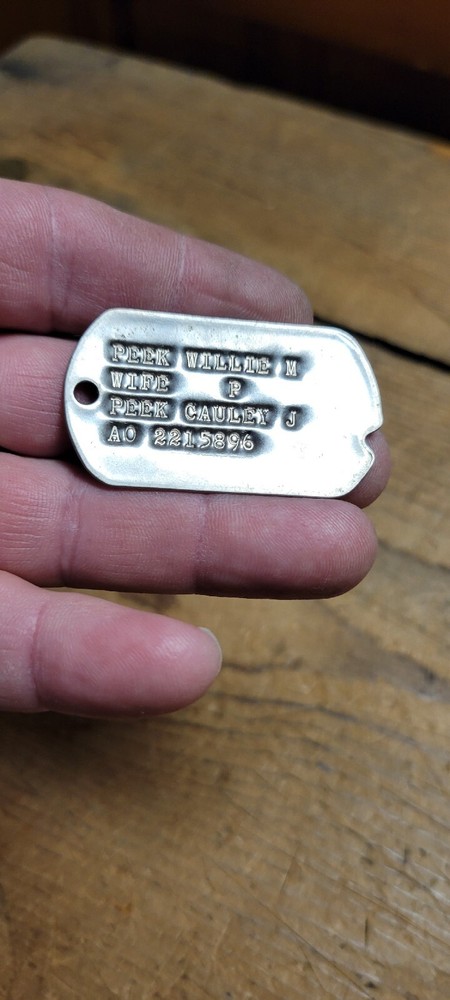 PEEK WILLIE M
WIFE P
PEEK CAULEY J
AO 2215896